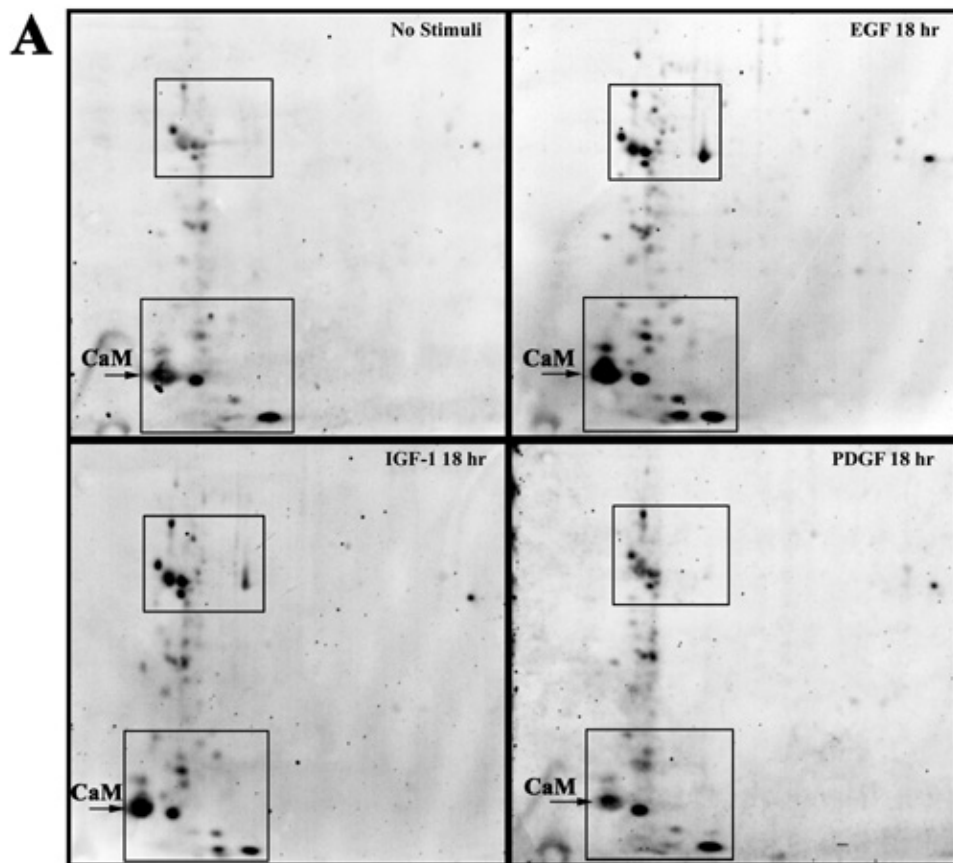 A
No Stimuli
EGF 18 hr
CaM
CaM
IGF-1 18 hr
PDGF 18 hr
CaM
CaM